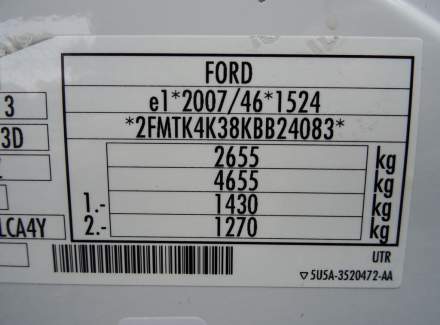 FORD
e1*2007/46*1524
*2FMTK4K38KBB24083*
2655 kg
4655 kg
1.- 1430 kg
2.- 1270 kg
3
3D
LCA4Y
UTR
▽ 5U5A-3520472-AA